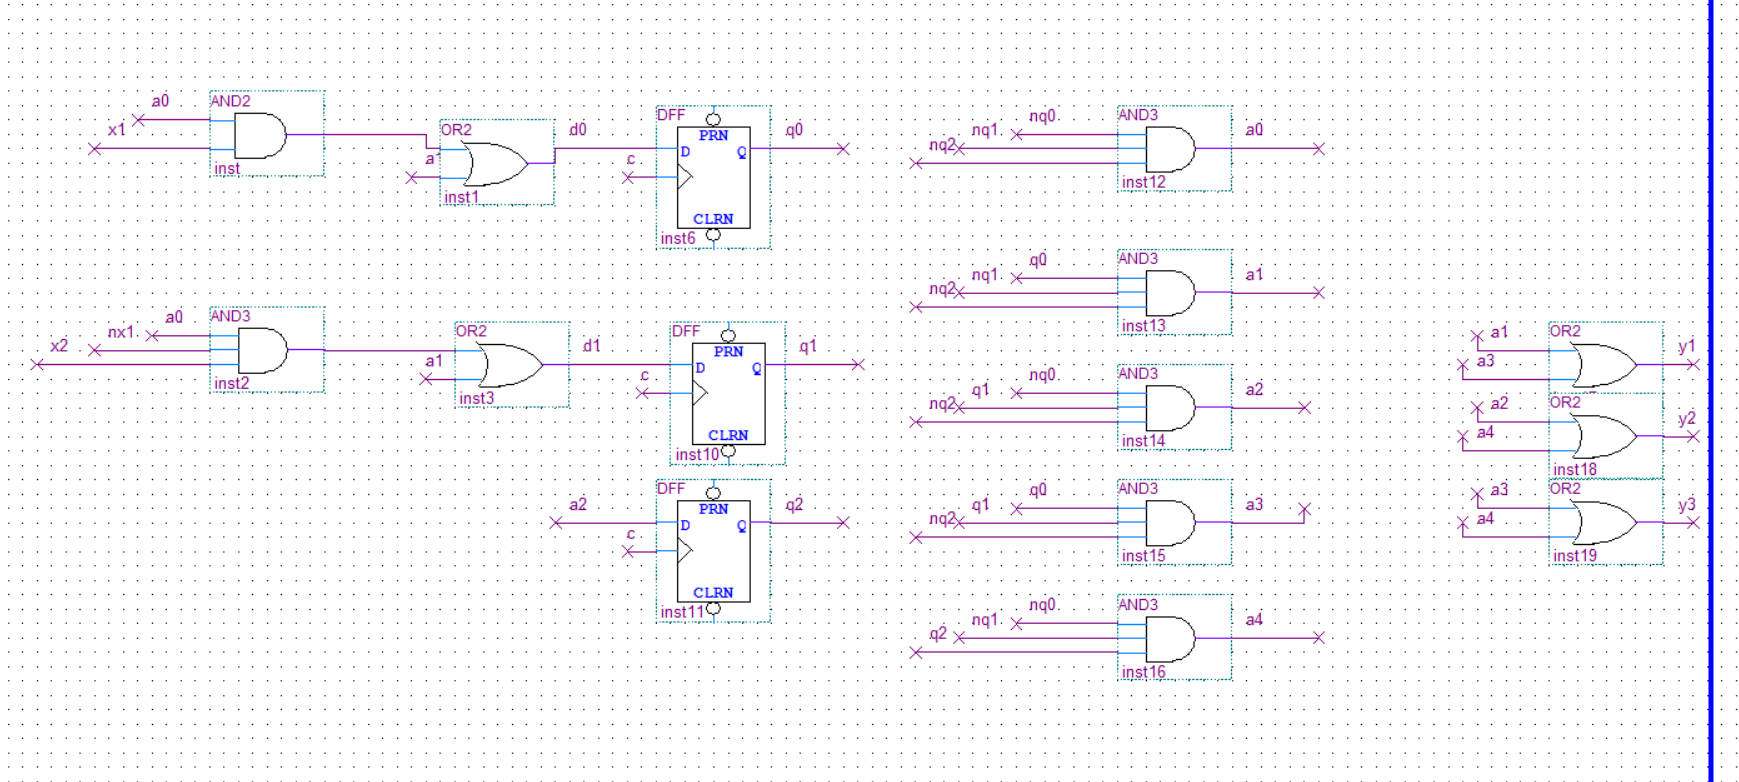 a0
AND2
x1
inst
OR2
a1
inst1
d0
DFF
PRN
D
Q
c
CLRN
inst6
q0
a0
nx1
x2
AND3
inst2
OR2
a1
inst3
d1
DFF
PRN
D
Q
c
CLRN
inst10
q1
a2
c
DFF
PRN
D
Q
CLRN
inst11
q2
nq0
nq1
nq2
AND3
inst12
a0
q0
nq1
nq2
AND3
inst13
a1
nq0
q1
nq2
AND3
inst14
a2
q0
q1
nq2
AND3
inst15
a3
nq0
nq1
q2
AND3
inst16
a4
a1
a3
OR2
y1
a2
a4
OR2
inst18
y2
a3
a4
OR2
inst19
y3